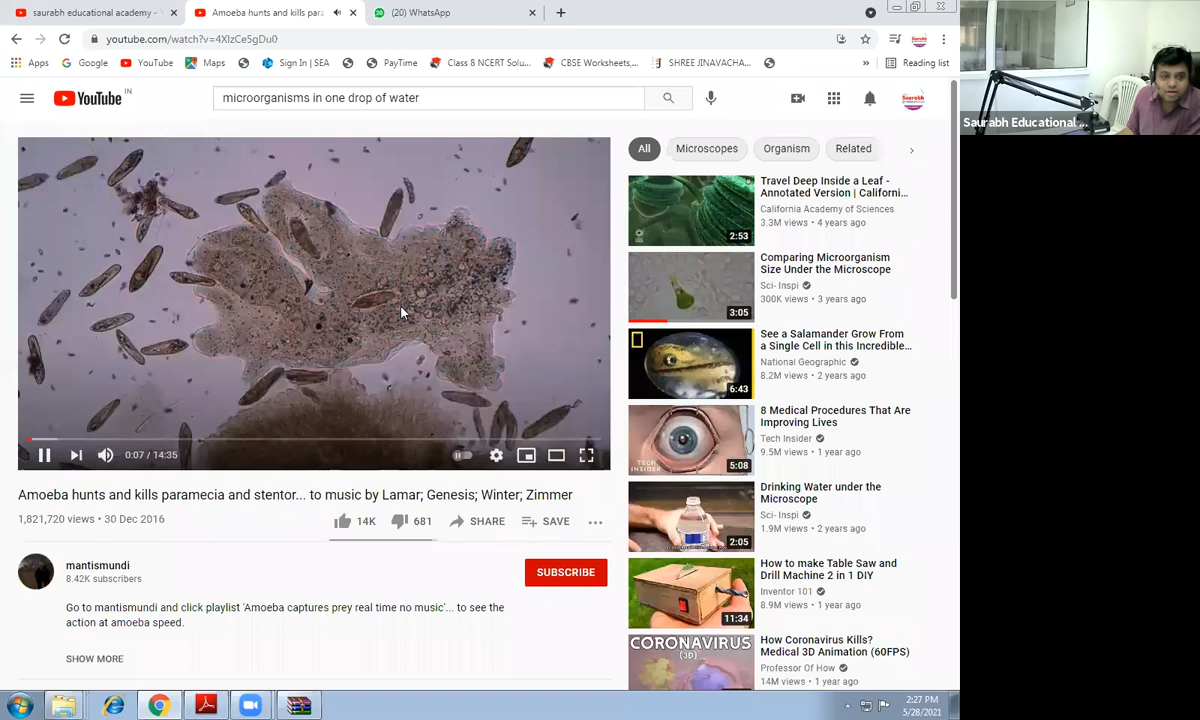 saurabh educational academy -
Amoeba hunts and kills para
(20) WhatsApp
youtube.com/watch?v=4XlzCe5gDu0
Apps
Google
YouTube
Maps
Sign In | SEA
PayTime
Class 8 NCERT Solu...
CBSE Worksheets,...
SHREE JINAVACHA...
»
Reading list
YouTube IN
microorganisms in one drop of water
Saurabh Educational ...
All
Microscopes
Organism
Related
0:07 / 14:35
Amoeba hunts and kills paramecia and stentor... to music by Lamar; Genesis; Winter; Zimmer
1,821,720 views • 30 Dec 2016
14K
681
SHARE
SAVE
mantismundi
8.42K subscribers
SUBSCRIBE
Go to mantismundi and click playlist 'Amoeba captures prey real time no music'... to see the
action at amoeba speed.
SHOW MORE
2:53
Travel Deep Inside a Leaf -
Annotated Version | Californi...
California Academy of Sciences
3.3M views • 4 years ago
3:05
Comparing Microorganism
Size Under the Microscope
Sci- Inspi
300K views • 3 years ago
6:43
See a Salamander Grow From
a Single Cell in this Incredible...
National Geographic
8.2M views • 2 years ago
TECH
INSIDER
5:08
8 Medical Procedures That Are
Improving Lives
Tech Insider
9.5M views • 1 year ago
2:05
Drinking Water under the
Microscope
Sci- Inspi
1.9M views • 2 years ago
11:34
How to make Table Saw and
Drill Machine 2 in 1 DIY
Inventor 101
8.9M views • 1 year ago
CORONAVIRUS
(3D)
How Coronavirus Kills?
Medical 3D Animation (60FPS)
Professor Of How
14M views • 1 year ago
2:27 PM
5/28/2021